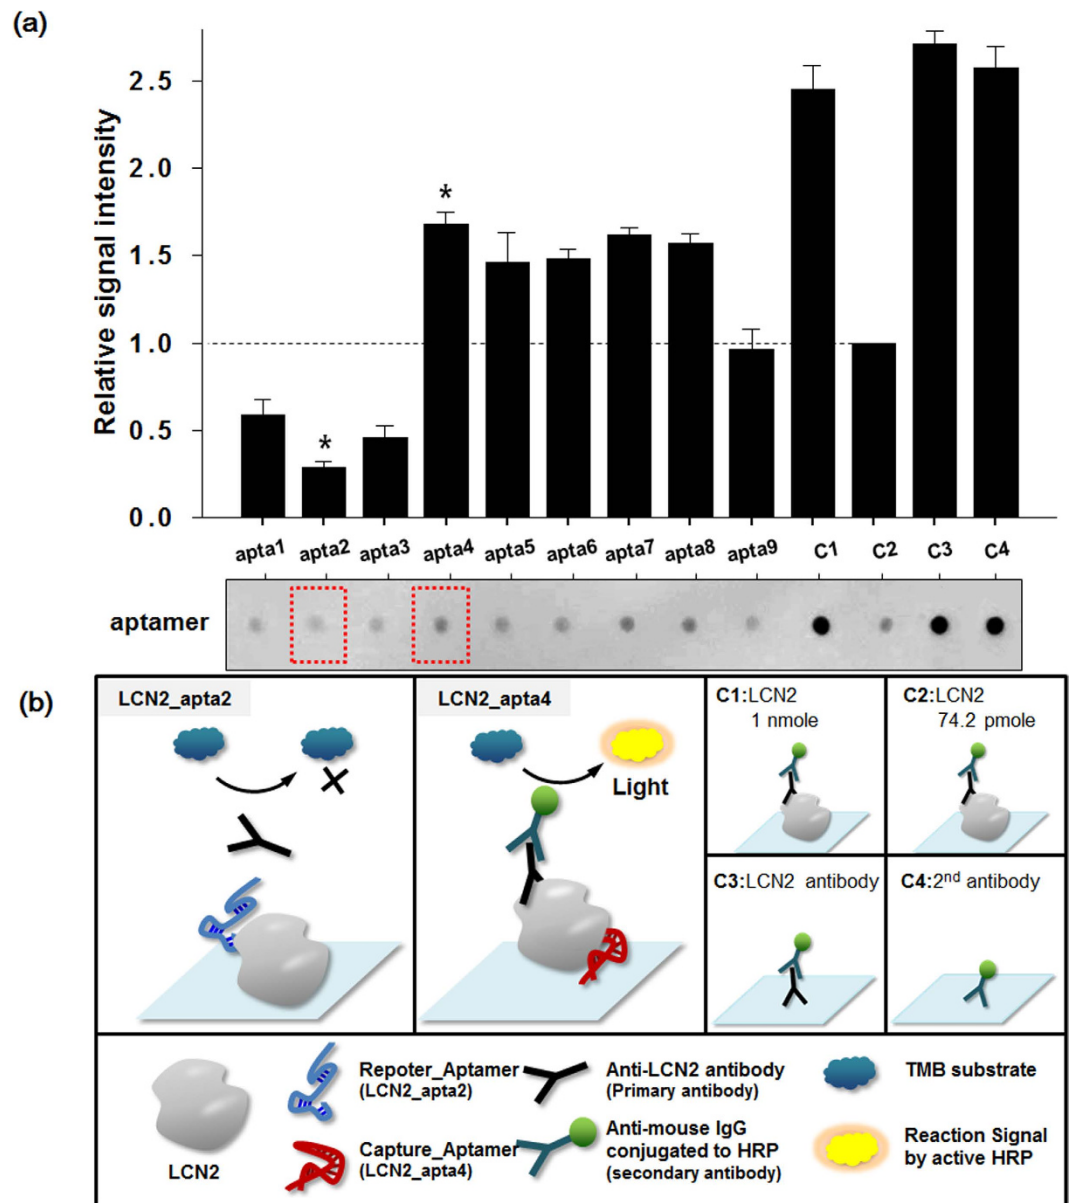 (a)
Relative signal intensity
2.5
2.0
1.5
1.0
0.5
0.0
*
*
apta1 apta2 apta3 apta4 apta5 apta6 apta7 apta8 apta9 C1 C2 C3 C4
aptamer
(b)
LCN2_apta2
LCN2_apta4
Light
C1:LCN2
1 nmole
C2:LCN2
74.2 pmole
C3:LCN2 antibody
C4:2nd antibody
LCN2
Repoter_Aptamer
(LCN2_apta2)
Capture_Aptamer
(LCN2_apta4)
Anti-LCN2 antibody
(Primary antibody)
Anti-mouse IgG
conjugated to HRP
(secondary antibody)
TMB substrate
Reaction Signal
by active HRP